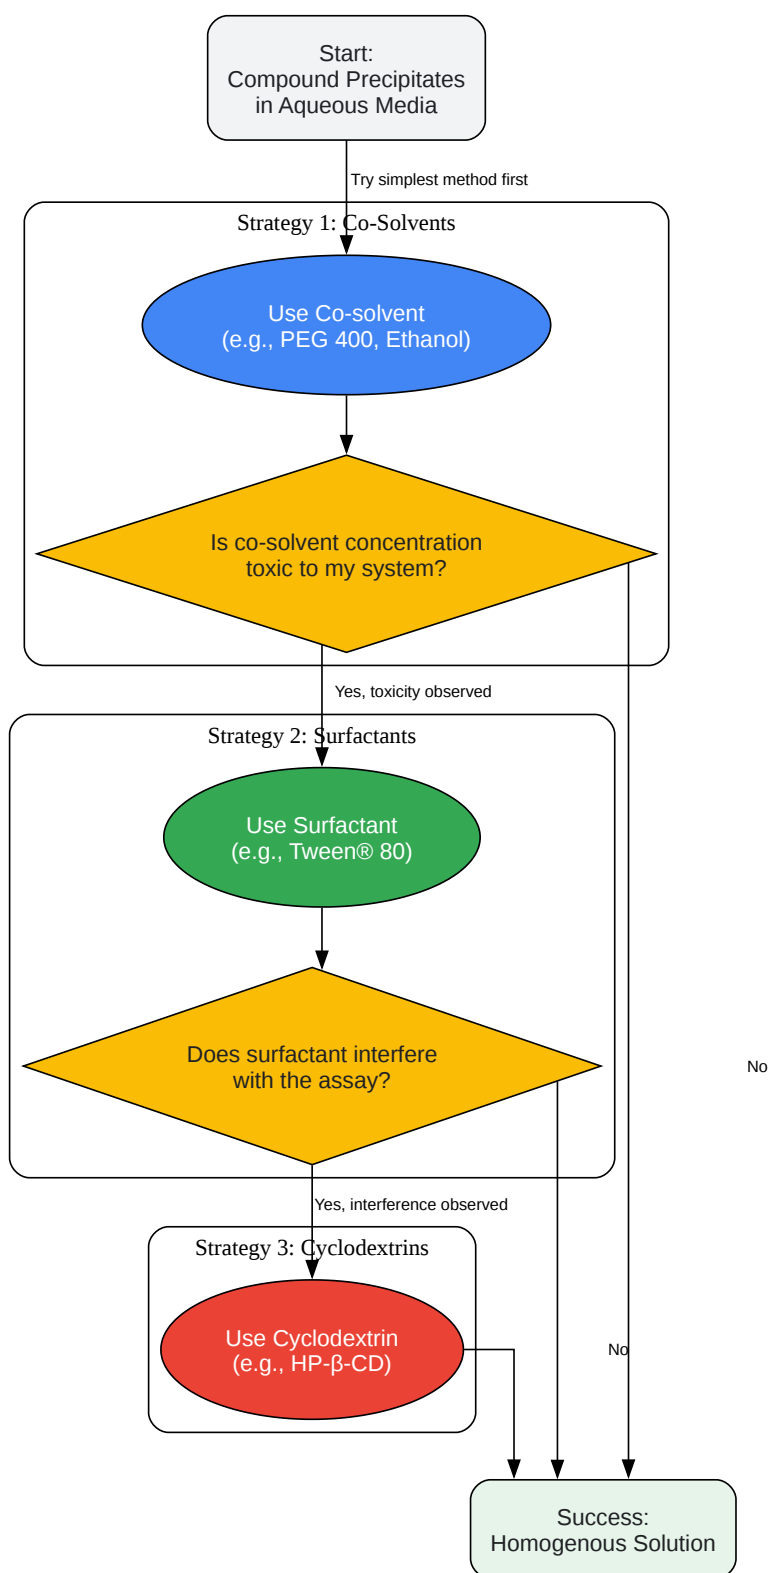 Start:
Compound Precipitates
in Aqueous Media
Try simplest method first
Strategy 1: Co-Solvents
Use Co-solvent
(e.g., PEG 400, Ethanol)
Is co-solvent concentration
toxic to my system?
Yes, toxicity observed
Strategy 2: Surfactants
Use Surfactant
(e.g., Tween® 80)
Does surfactant interfere
with the assay?
No
Yes, interference observed
Strategy 3: Cyclodextrins
Use Cyclodextrin
(e.g., HP-β-CD)
No
Success:
Homogenous Solution